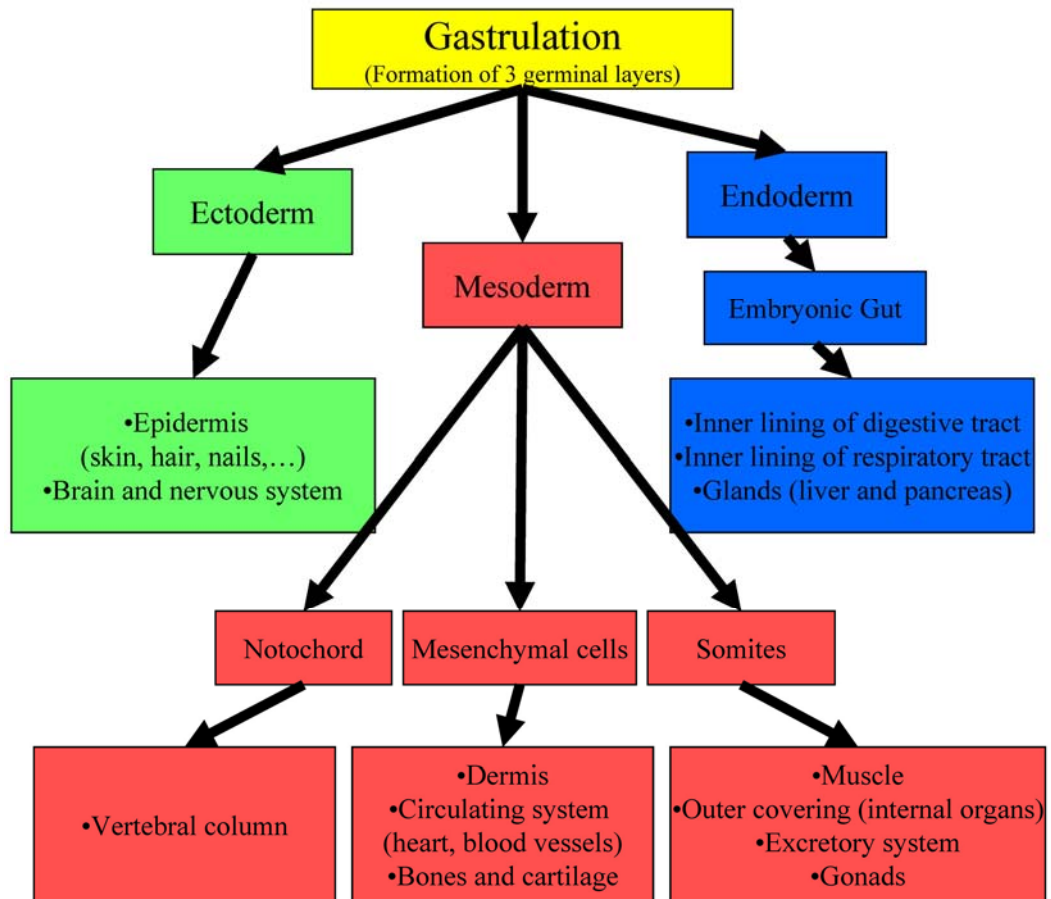 Gastrulation
(Formation of 3 germinal layers)
Ectoderm
Mesoderm
Endoderm
Embryonic Gut
•Epidermis
(skin, hair, nails,…)
•Brain and nervous system
•Inner lining of digestive tract
•Inner lining of respiratory tract
•Glands (liver and pancreas)
Notochord
Mesenchymal cells
Somites
•Vertebral column
•Dermis
•Circulating system
(heart, blood vessels)
•Bones and cartilage
•Muscle
•Outer covering (internal organs)
•Excretory system
•Gonads